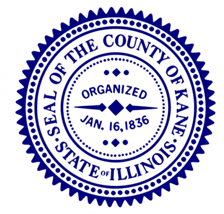 SEAL OF THE COUNTY OF KANE
STATE OF ILLINOIS
ORGANIZED
JAN. 16, 1836